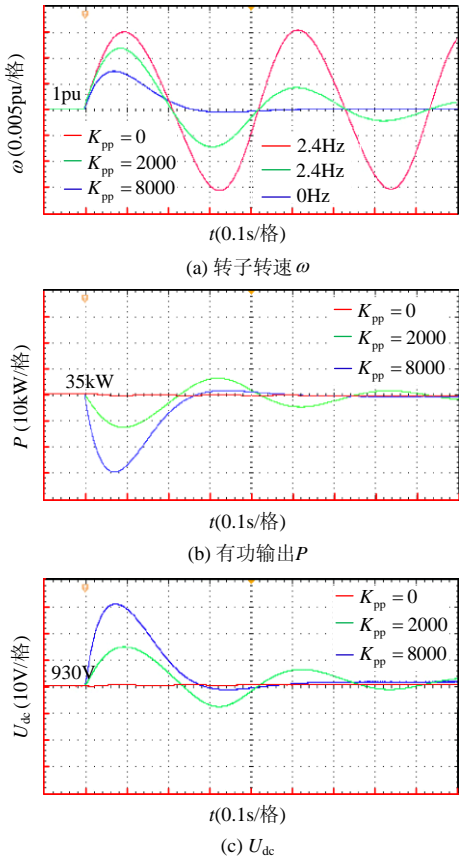 ω (0.005pu/格)
1pu
K_pp = 0
K_pp = 2000
K_pp = 8000
2.4Hz
2.4Hz
0Hz
t(0.1s/格)
(a) 转子转速 ω
P (10kW/格)
35kW
K_pp = 0
K_pp = 2000
K_pp = 8000
t(0.1s/格)
(b) 有功输出P
U_dc (10V/格)
930V
K_pp = 0
K_pp = 2000
K_pp = 8000
t(0.1s/格)
(c) U_dc